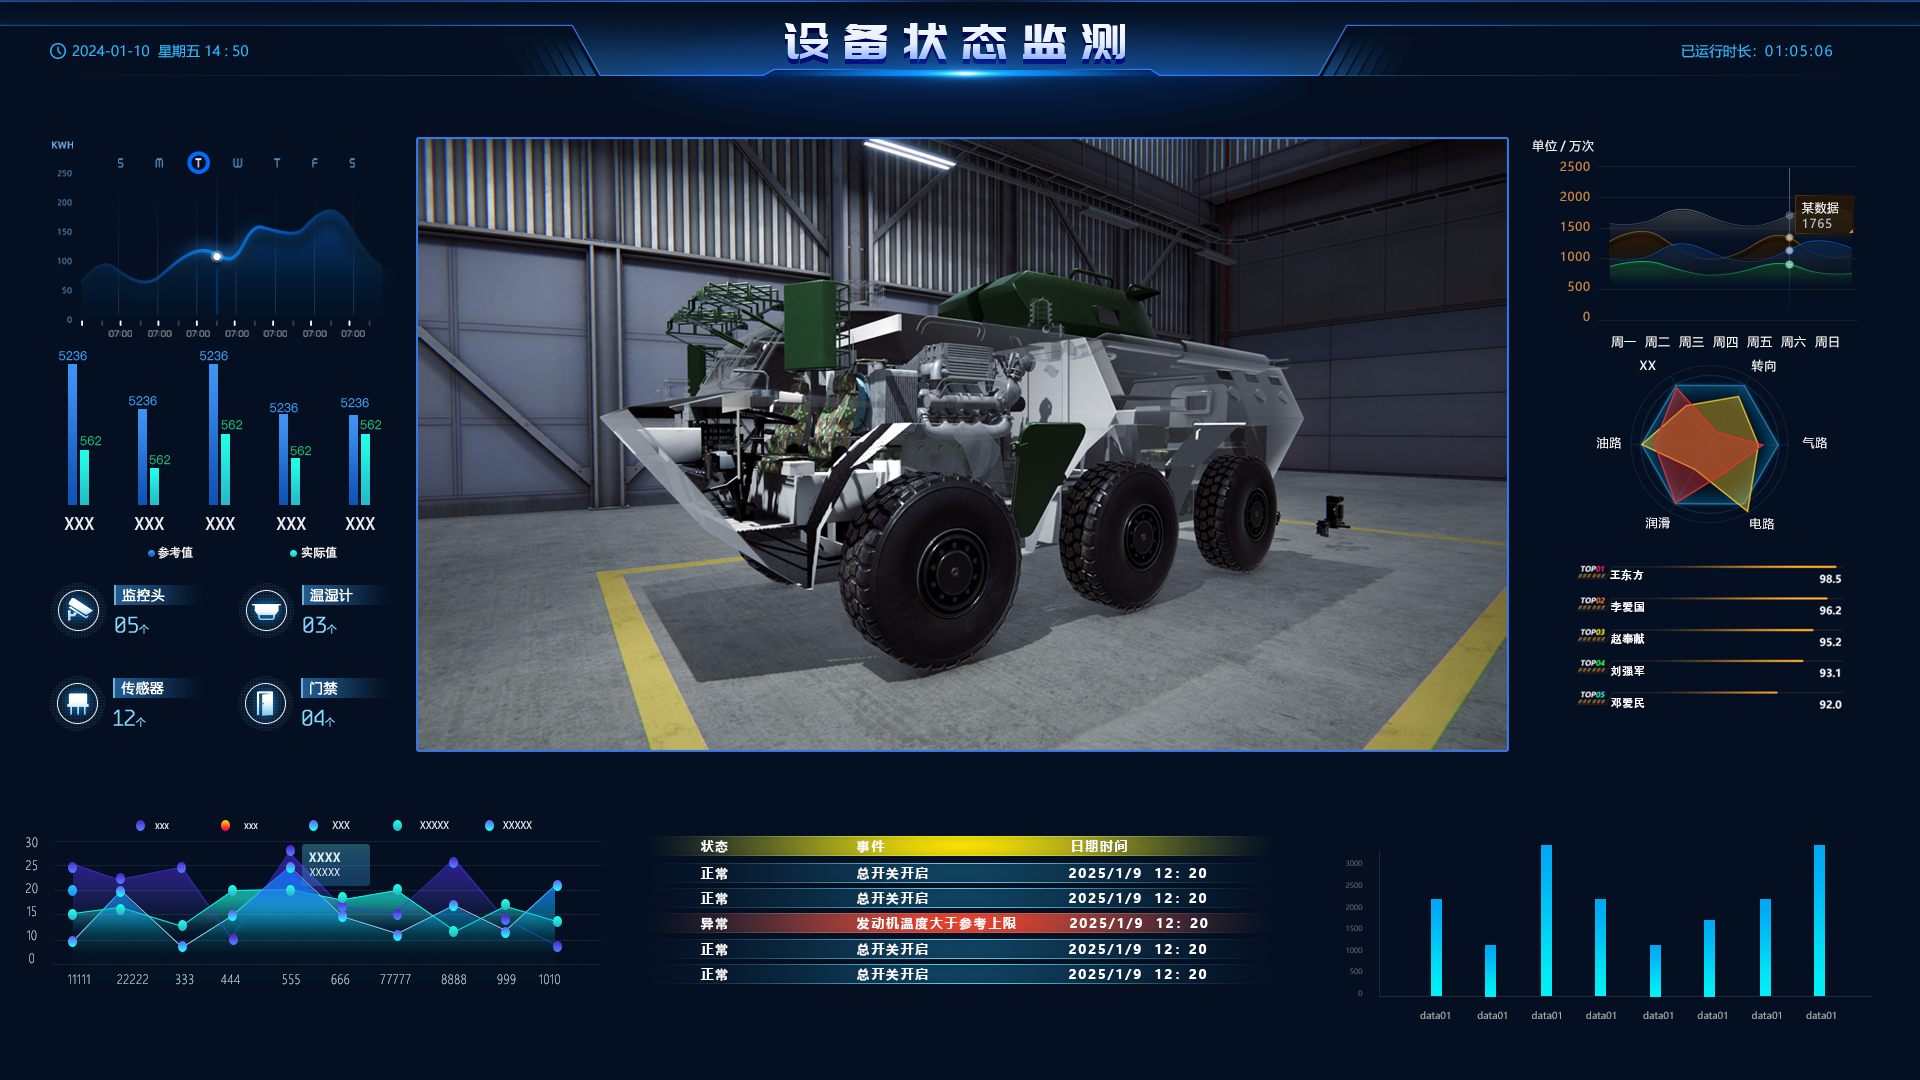 设备状态监测
2024-01-10 星期五 14 : 50
已运行时长: 01:05:06
KWH
S M T W T F S
250
200
150
100
50
0
07:00 07:00 07:00 07:00 07:00 07:00 07:00
5236 5236 5236 5236 5236
562 562 562 562 562
XXX XXX XXX XXX XXX
参考值 实际值
监控头
05个
温湿计
03个
传感器
12个
门禁
04个
单位 / 万次
2500
2000
1500
1000
500
0
某数据
1765
周一 周二 周三 周四 周五 周六 周日
XX
转向
油路
气路
润滑
电路
TOP01 王东方 98.5
TOP02 李爱国 96.2
TOP03 赵奉献 95.2
TOP04 刘强军 93.1
TOP05 邓爱民 92.0
xxx xxx XXX XXXXX XXXXX
30
25
20
15
10
0
XXXX
XXXXX
11111 22222 333 444 555 666 77777 8888 999 1010
状态 事件 日期时间
正常 总开关开启 2025/1/9 12: 20
正常 总开关开启 2025/1/9 12: 20
异常 发动机温度大于参考上限 2025/1/9 12: 20
正常 总开关开启 2025/1/9 12: 20
正常 总开关开启 2025/1/9 12: 20
3000
2500
2000
1500
1000
500
0
data01 data01 data01 data01 data01 data01 data01 data01